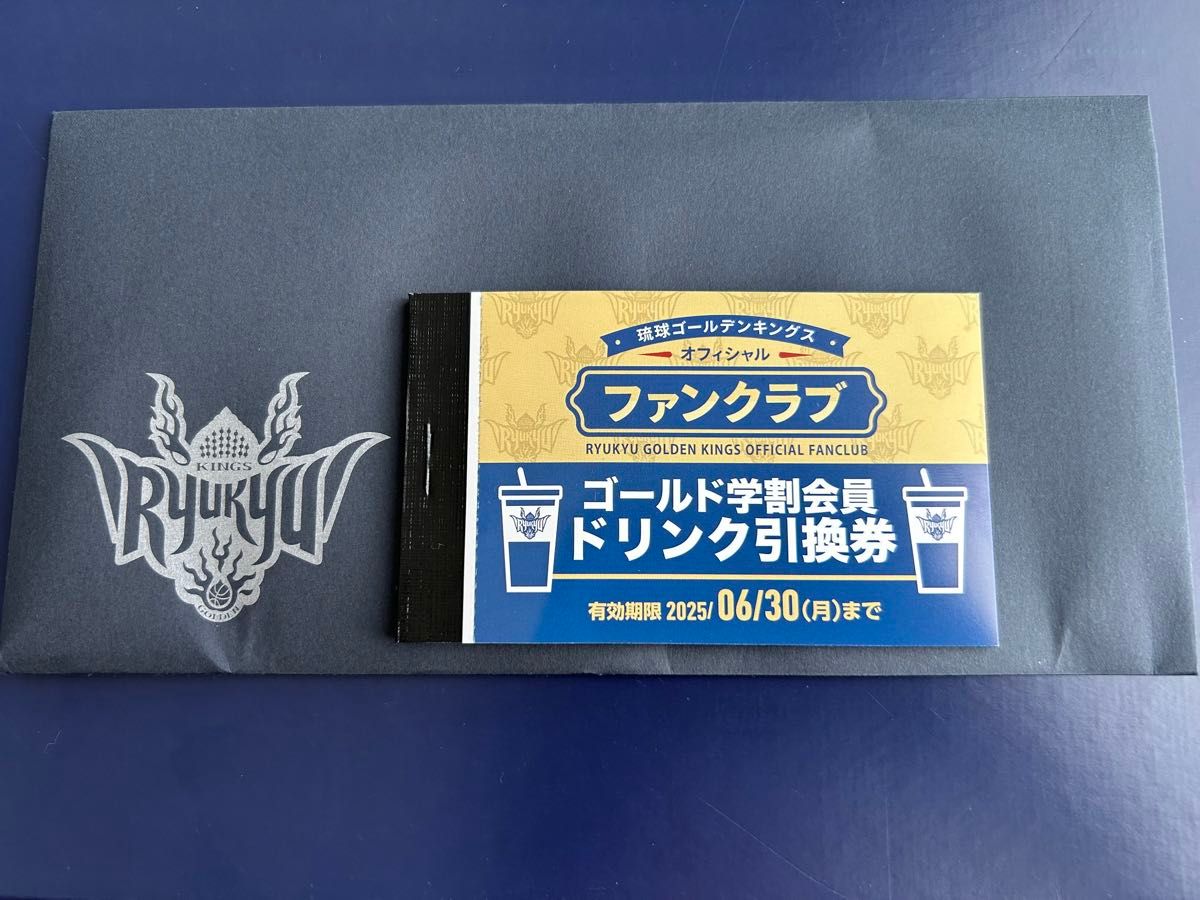 KINGS
RYUKYU
GOLDEN
琉球ゴールデンキングス
オフィシャル
ファンクラブ
RYUKYU GOLDEN KINGS OFFICIAL FANCLUB
ゴールド学割会員
ドリンク引換券
有効期限 2025/ 06/30(月)まで